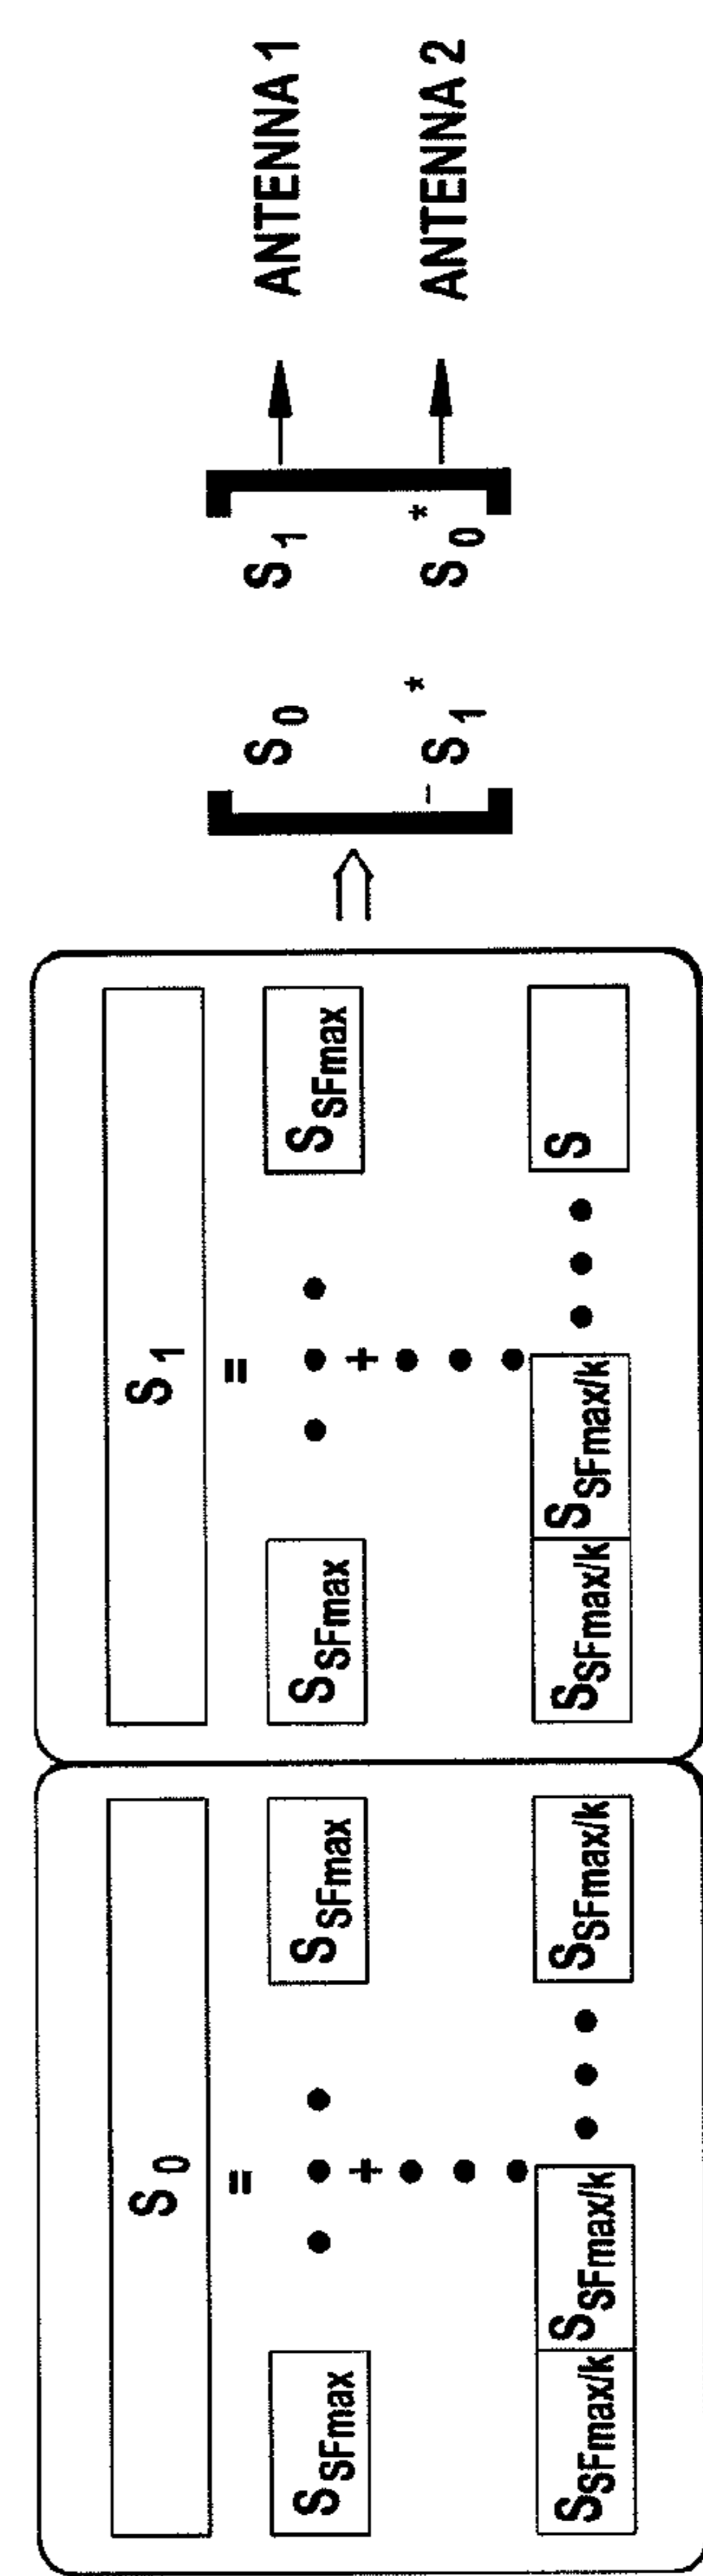 S0
=
SSFmax • • • SSFmax
+
•
•
•
SSFmax/k SSFmax/k • • • SSFmax/k
S1
=
SSFmax • • • SSFmax
+
•
•
•
SSFmax/k SSFmax/k • • • S
S0 S1
-S1* S0*
ANTENNA 1
ANTENNA 2